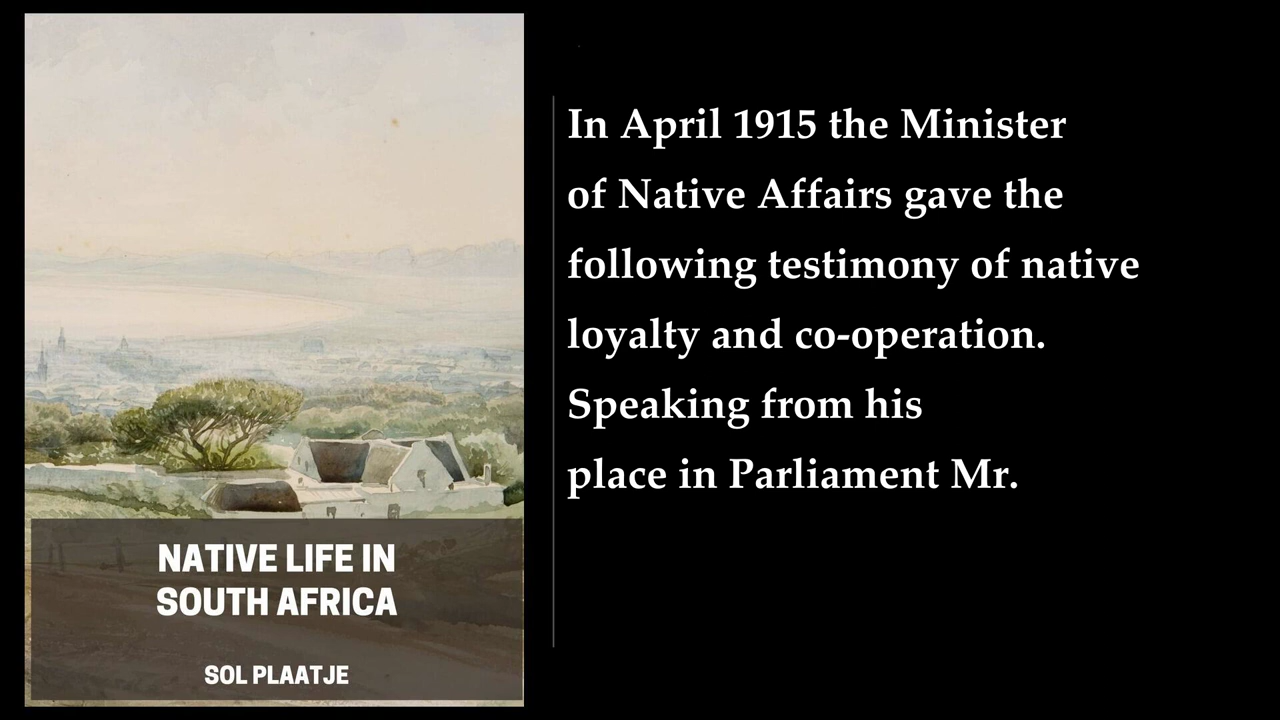 NATIVE LIFE IN
SOUTH AFRICA
SOL PLAATJE
In April 1915 the Minister
of Native Affairs gave the
following testimony of native
loyalty and co-operation.
Speaking from his
place in Parliament Mr.